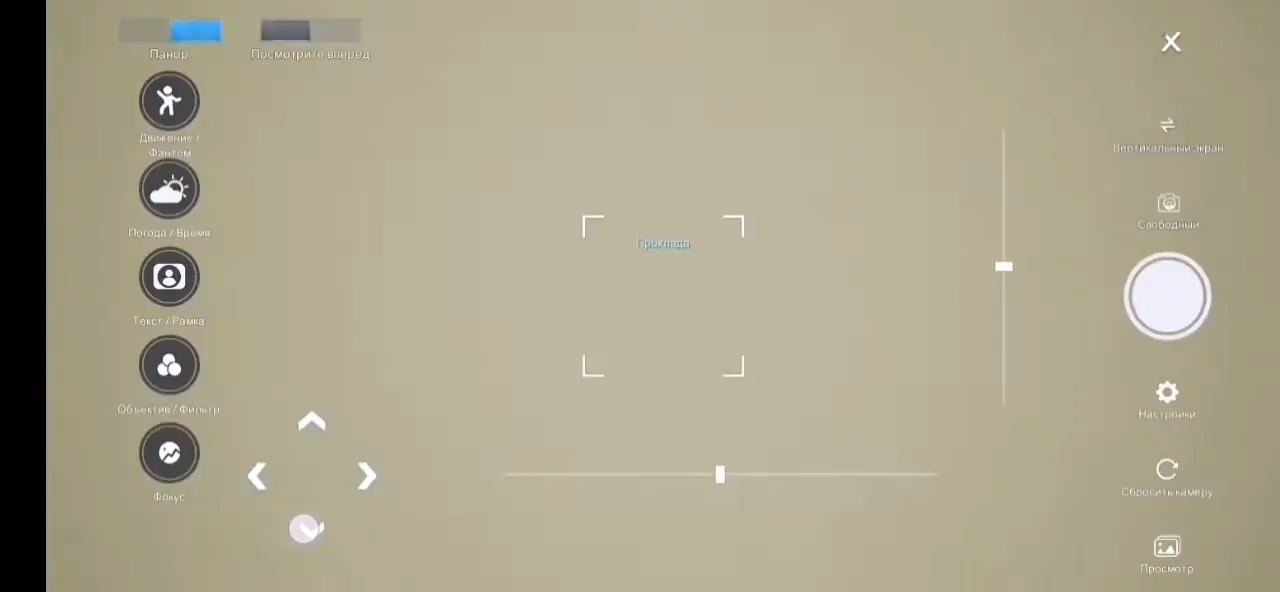 Панор.
Посмотрите вперед
Движение /
Фантом
Погода / Время
Текст / Рамка
Объектив / Фильтр
Фокус
Прохлада
Вертикальный экран
Свободный
Настройки
Сбросить камеру
Просмотр